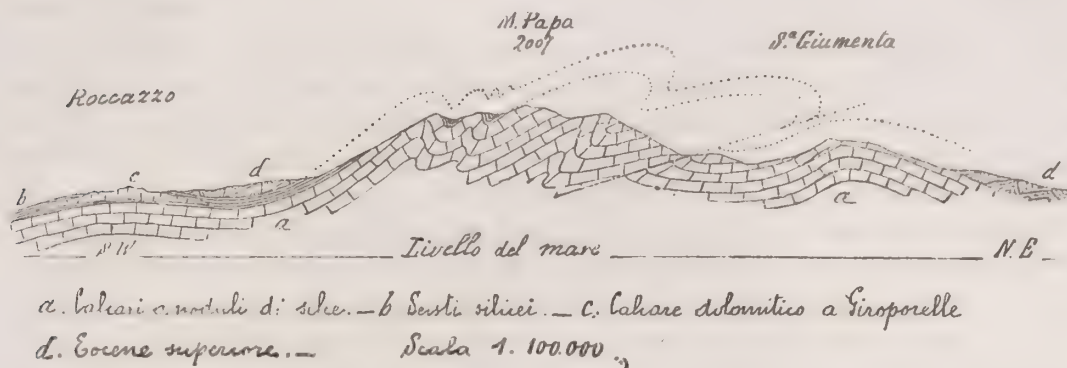 M. Papa
2007
S.ª Giumenta
Roccazzo
c
d
b
a
a
d
S W
Livello del mare
N. E
a. Calcari a noduli di selce. — b Scisti silicei. — c. Calcare dolomitico a Giroporelle
d. Eocene superiore. — Scala 1. 100.000